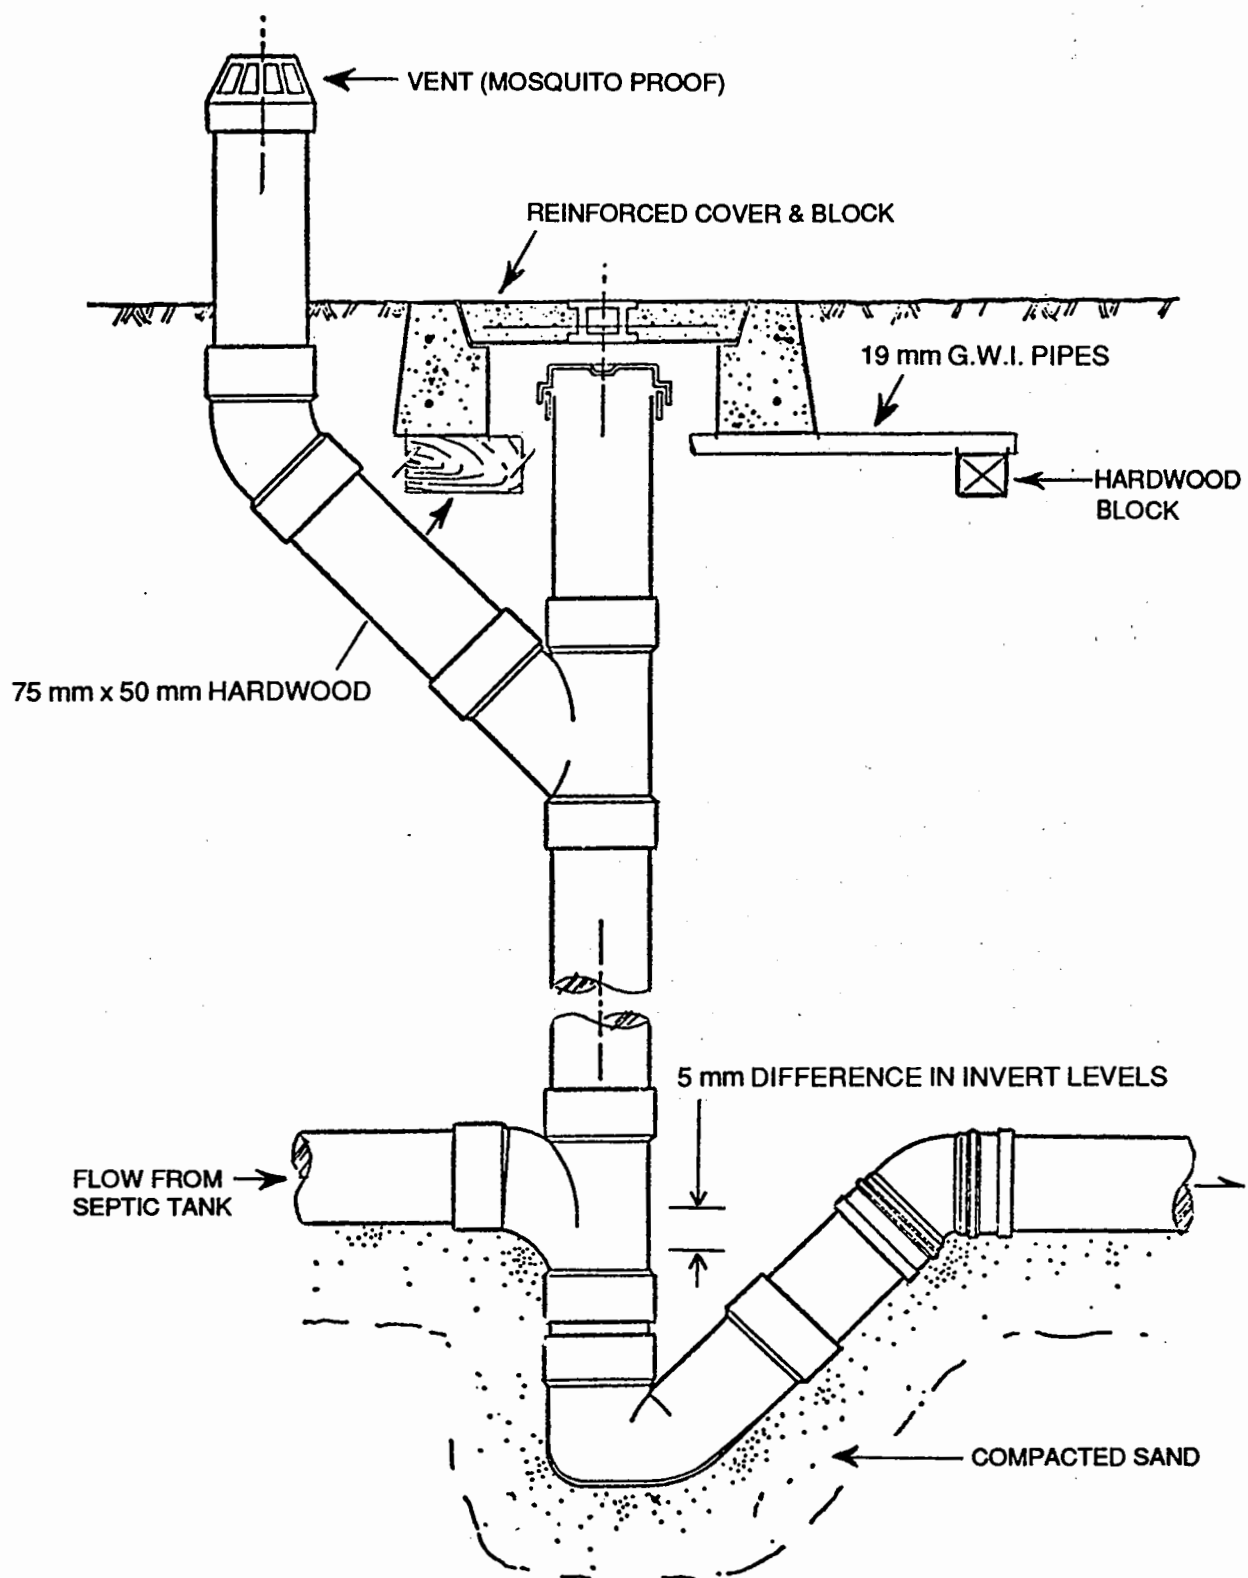 VENT (MOSQUITO PROOF)
REINFORCED COVER & BLOCK
19 mm G.W.I. PIPES
HARDWOOD
BLOCK
75 mm x 50 mm HARDWOOD
5 mm DIFFERENCE IN INVERT LEVELS
FLOW FROM
SEPTIC TANK
COMPACTED SAND